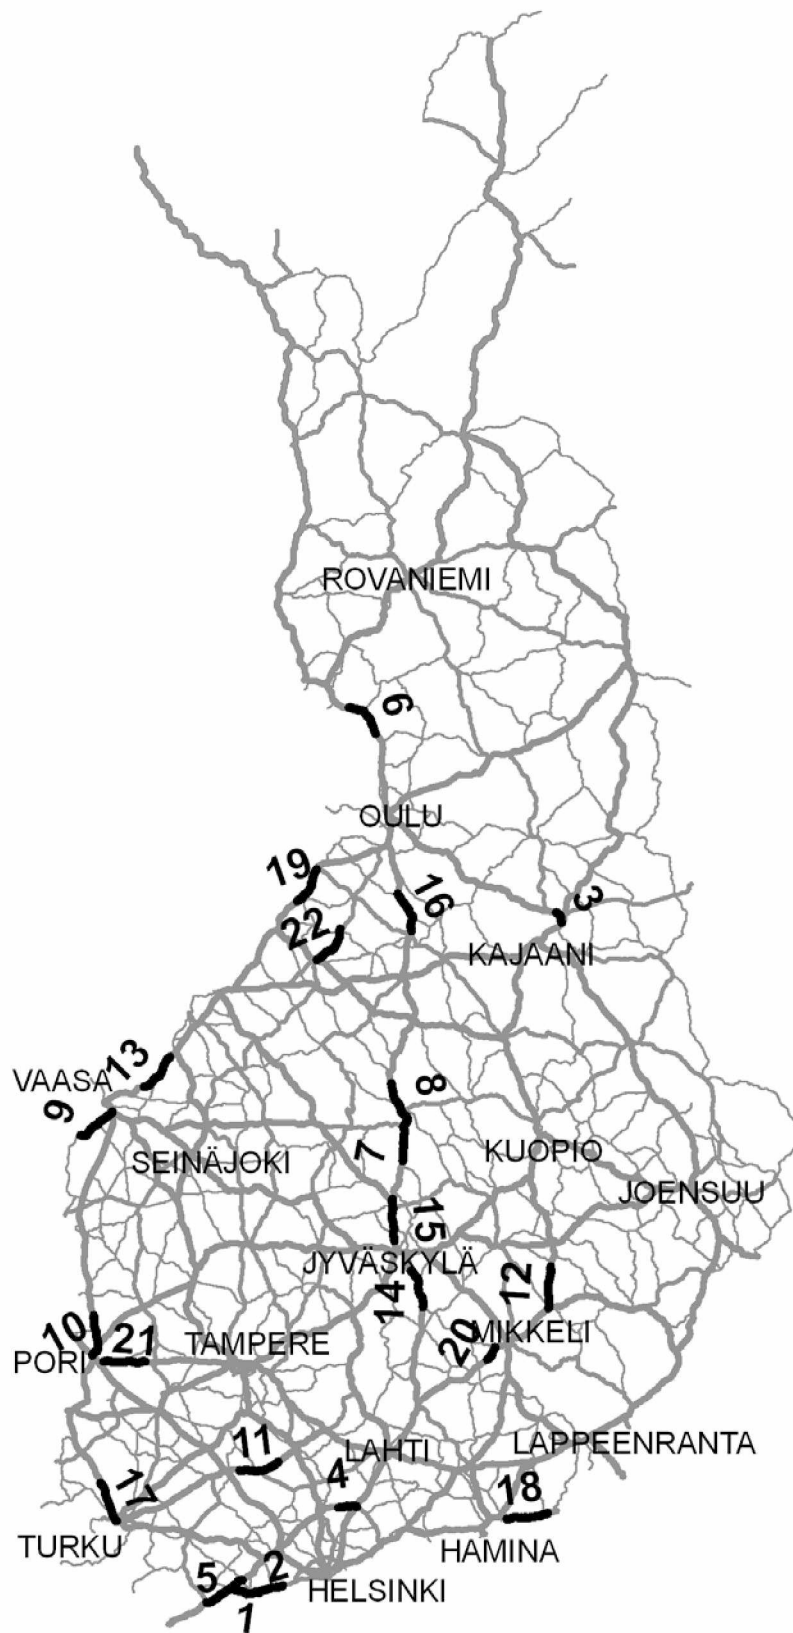 ROVANIEMI
6
OULU
19
16
22
3
KAJAANI
13
VAASA
9
8
7
SEINÄJOKI
KUOPIO
JOENSUU
15
JYVÄSKYLÄ
14
12
10
21
TAMPERE
20
MIKKELI
PORI
11
LAHTI
LAPPEENRANTA
17
4
18
TURKU
HAMINA
5
2
HELSINKI
1